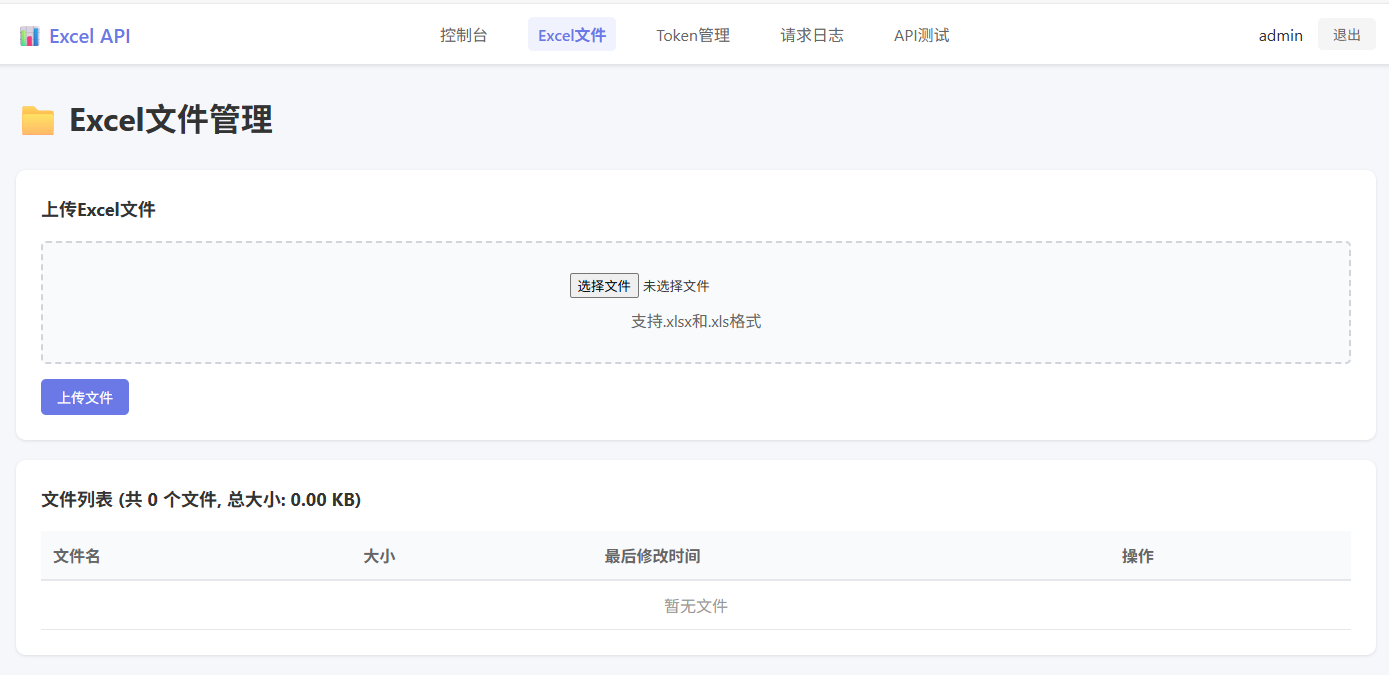 Excel API 控制台 Excel文件 Token管理 请求日志 API测试 admin 退出
Excel文件管理
上传Excel文件
选择文件 未选择文件
支持.xlsx和.xls格式
上传文件
文件列表 (共 0 个文件, 总大小: 0.00 KB)
文件名 大小 最后修改时间 操作
暂无文件